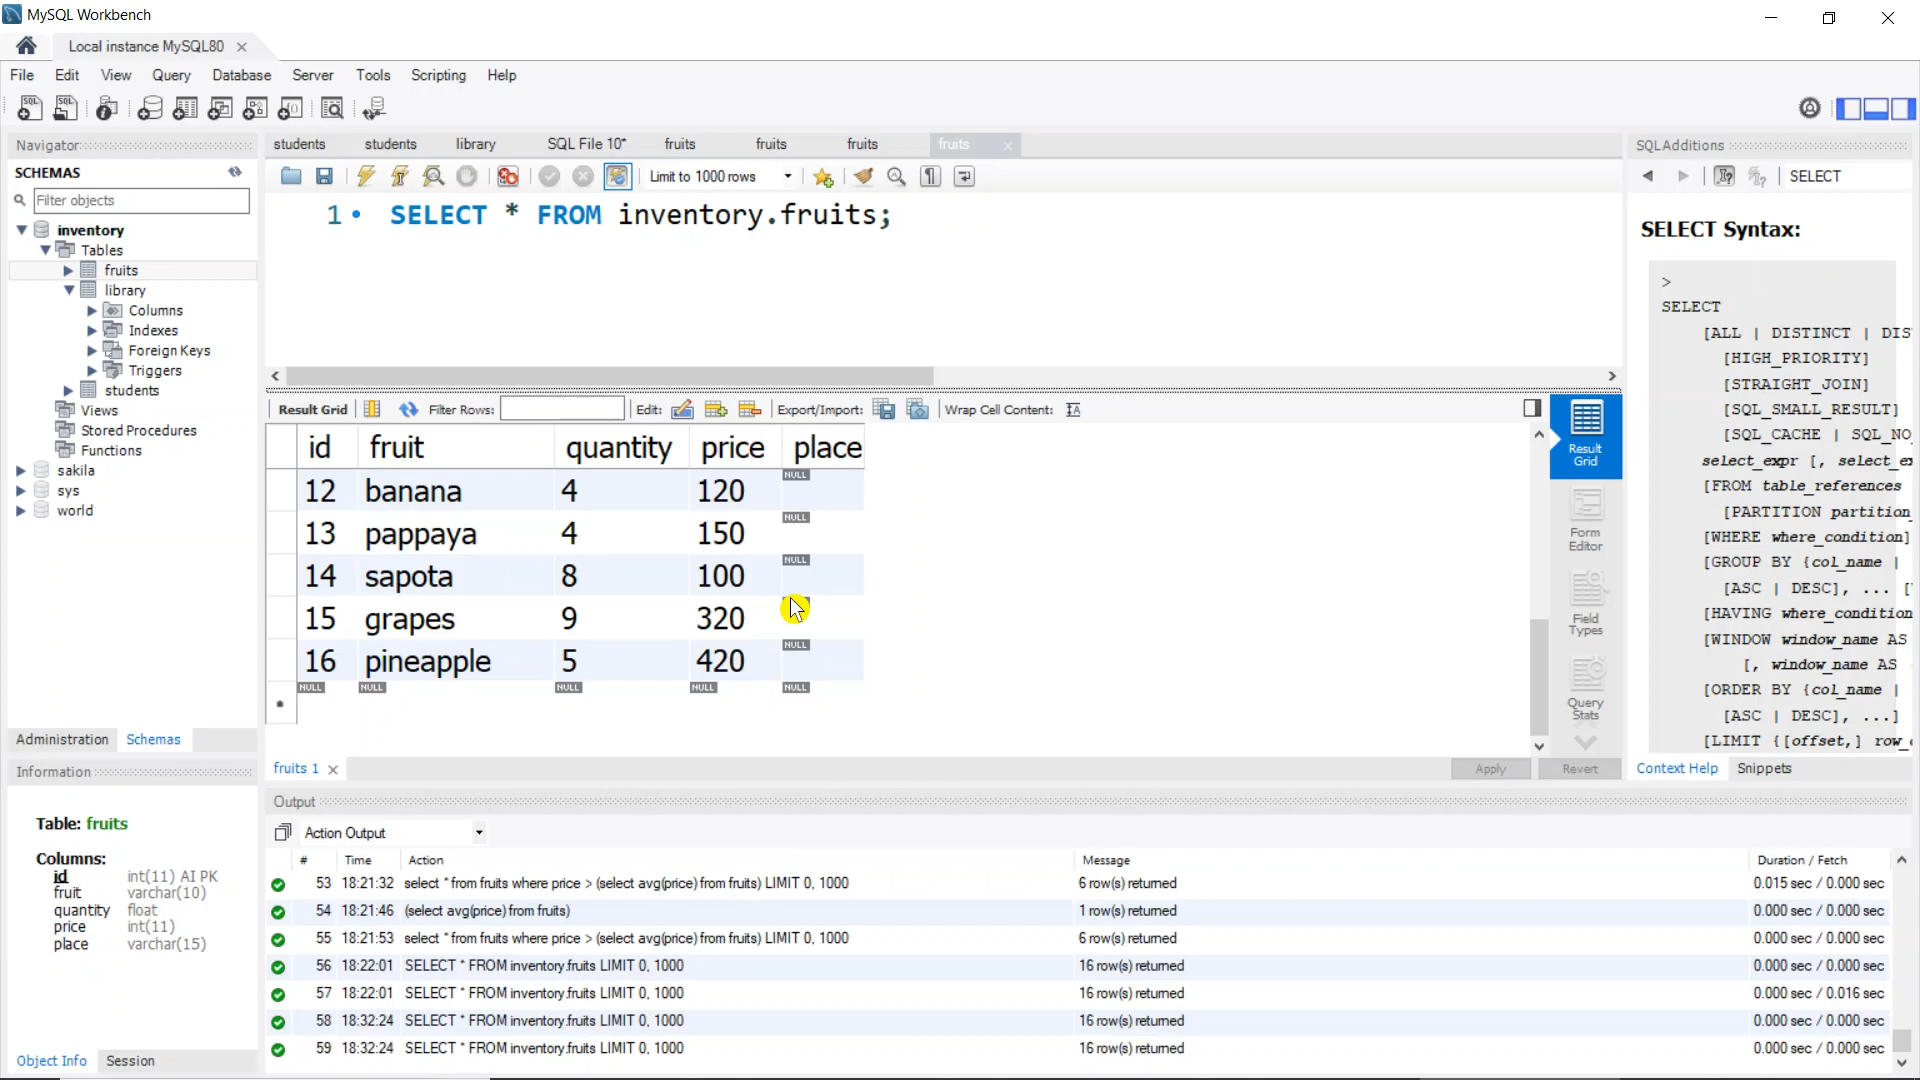 MySQL Workbench
Local instance MySQL80
File Edit View Query Database Server Tools Scripting Help
Navigator
SCHEMAS
Filter objects
inventory
Tables
fruits
library
Columns
Indexes
Foreign Keys
Triggers
students
Views
Stored Procedures
Functions
sakila
sys
world
Administration Schemas
Information
Table: fruits
Columns:
id int(11) AI PK
fruit varchar(10)
quantity float
price int(11)
place varchar(15)
Object Info Session
students students library SQL File 10* fruits fruits fruits fruits
Limit to 1000 rows
1 SELECT * FROM inventory.fruits;
Result Grid Filter Rows: Edit: Export/Import: Wrap Cell Content:
id fruit quantity price place
12 banana 4 120 NULL
13 pappaya 4 150 NULL
14 sapota 8 100 NULL
15 grapes 9 320
16 pineapple 5 420 NULL
* NULL NULL NULL NULL NULL
Result
Grid
Form
Editor
Field
Types
Query
Stats
fruits 1
Apply Revert
Output
Action Output
# Time Action Message Duration / Fetch
53 18:21:32 select * from fruits where price > (select avg(price) from fruits) LIMIT 0, 1000 6 row(s) returned 0.015 sec / 0.000 sec
54 18:21:46 (select avg(price) from fruits) 1 row(s) returned 0.000 sec / 0.000 sec
55 18:21:53 select * from fruits where price > (select avg(price) from fruits) LIMIT 0, 1000 6 row(s) returned 0.000 sec / 0.000 sec
56 18:22:01 SELECT * FROM inventory.fruits LIMIT 0, 1000 16 row(s) returned 0.000 sec / 0.000 sec
57 18:22:01 SELECT * FROM inventory.fruits LIMIT 0, 1000 16 row(s) returned 0.000 sec / 0.016 sec
58 18:32:24 SELECT * FROM inventory.fruits LIMIT 0, 1000 16 row(s) returned 0.000 sec / 0.000 sec
59 18:32:24 SELECT * FROM inventory.fruits LIMIT 0, 1000 16 row(s) returned 0.000 sec / 0.000 sec
SQLAdditions
SELECT
SELECT Syntax:
>
SELECT
[ALL | DISTINCT | DIS
[HIGH_PRIORITY]
[STRAIGHT_JOIN]
[SQL_SMALL_RESULT]
[SQL_CACHE | SQL_NO
select_expr [, select_ex
[FROM table_references
[PARTITION partition
[WHERE where_condition]
[GROUP BY {col_name |
[ASC | DESC], ... [
[HAVING where_condition
[WINDOW window_name AS
[, window_name AS
[ORDER BY {col_name |
[ASC | DESC], ...]
[LIMIT {[offset,] row_
Context Help Snippets